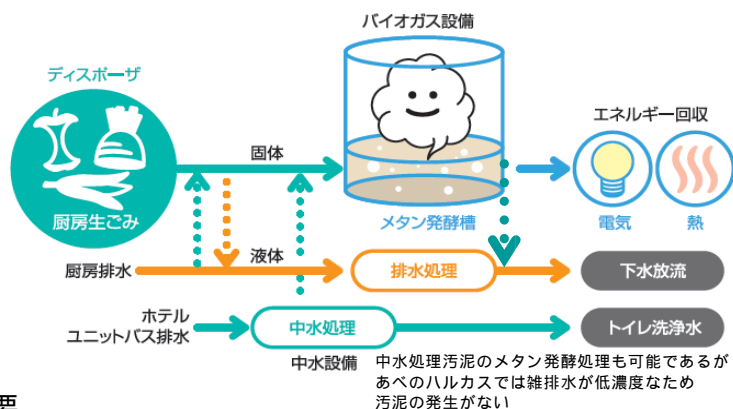 バイオガス設備
ディスポーザ
エネルギー回収
固体
厨房生ごみ
メタン発酵槽
電気
熱
厨房排水
液体
排水処理
下水放流
ホテル
ユニットバス排水
中水処理
トイレ洗浄水
中水設備
中水処理汚泥のメタン発酵処理も可能であるが
あべのハルカスでは雑排水が低濃度なため
汚泥の発生がない